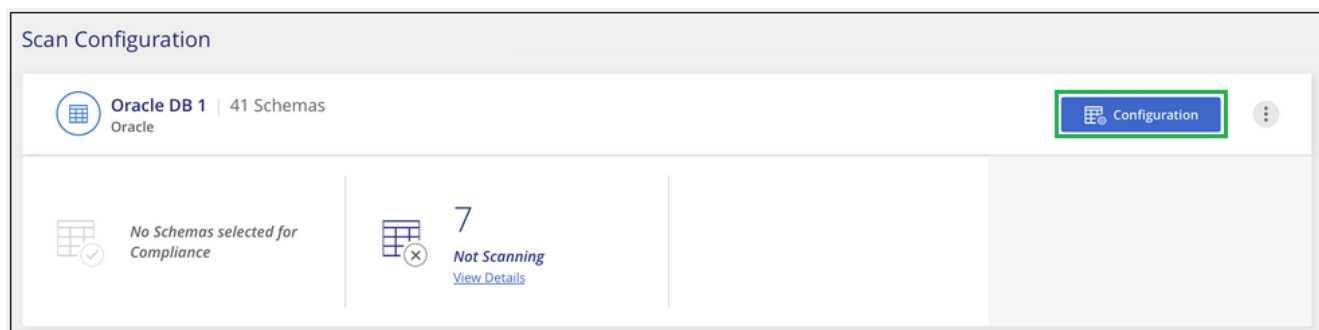 Scan Configuration
Oracle DB 1 | 41 Schemas
Oracle
Configuration
No Schemas selected for
Compliance
7
Not Scanning
View Details